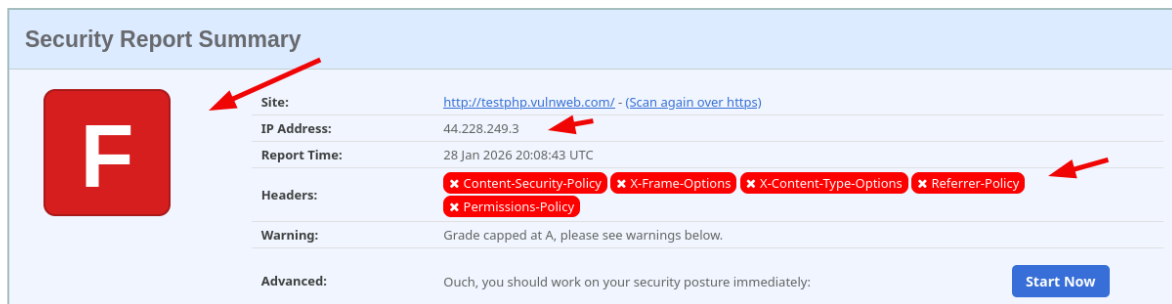 Security Report Summary
F
Site: http://testphp.vulnweb.com/ - (Scan again over https)
IP Address: 44.228.249.3
Report Time: 28 Jan 2026 20:08:43 UTC
Headers: ✖ Content-Security-Policy ✖ X-Frame-Options ✖ X-Content-Type-Options ✖ Referrer-Policy
✖ Permissions-Policy
Warning: Grade capped at A, please see warnings below.
Advanced: Ouch, you should work on your security posture immediately: Start Now